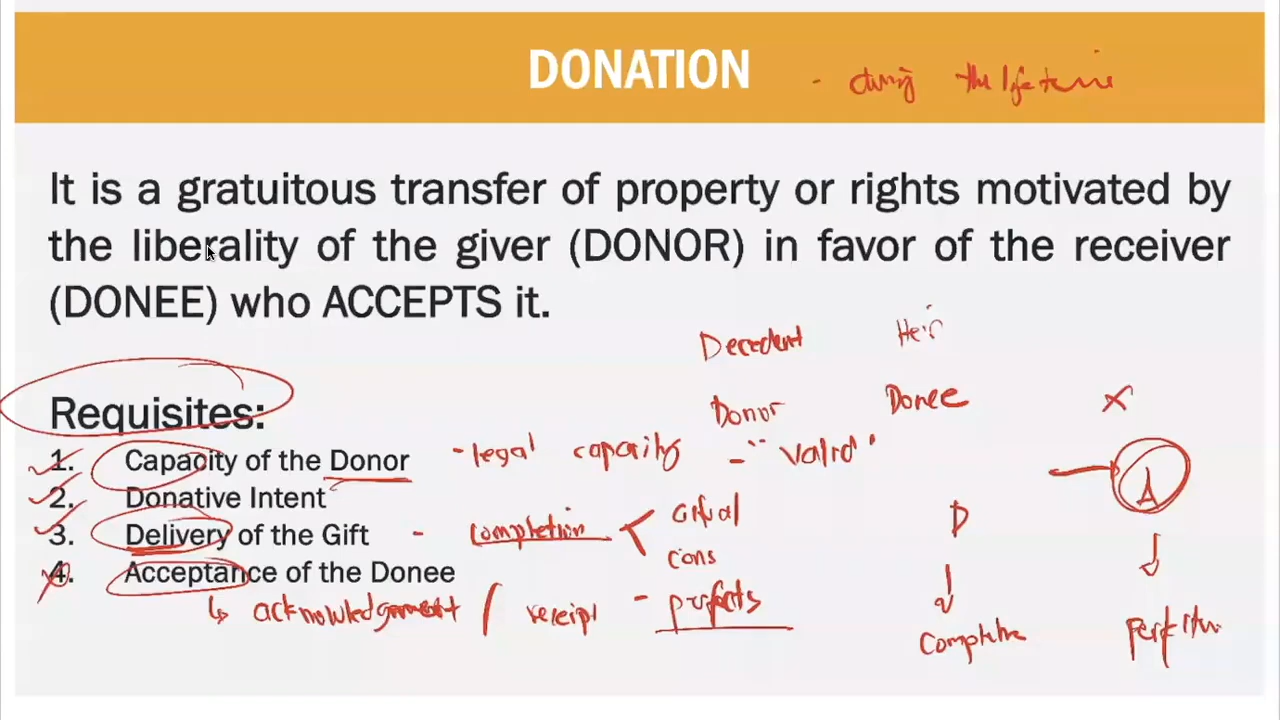 DONATION - during the lifetime
It is a gratuitous transfer of property or rights motivated by
the liberality of the giver (DONOR) in favor of the receiver
(DONEE) who ACCEPTS it.
Decedent Heir
Donor Donee X
Requisites:
1. Capacity of the Donor - legal capacity - "valid"
2. Donative Intent
3. Delivery of the Gift - completion < actual
cons
D A
4. Acceptance of the Donee
↳ acknowledgement / receipt - perfects
Complete